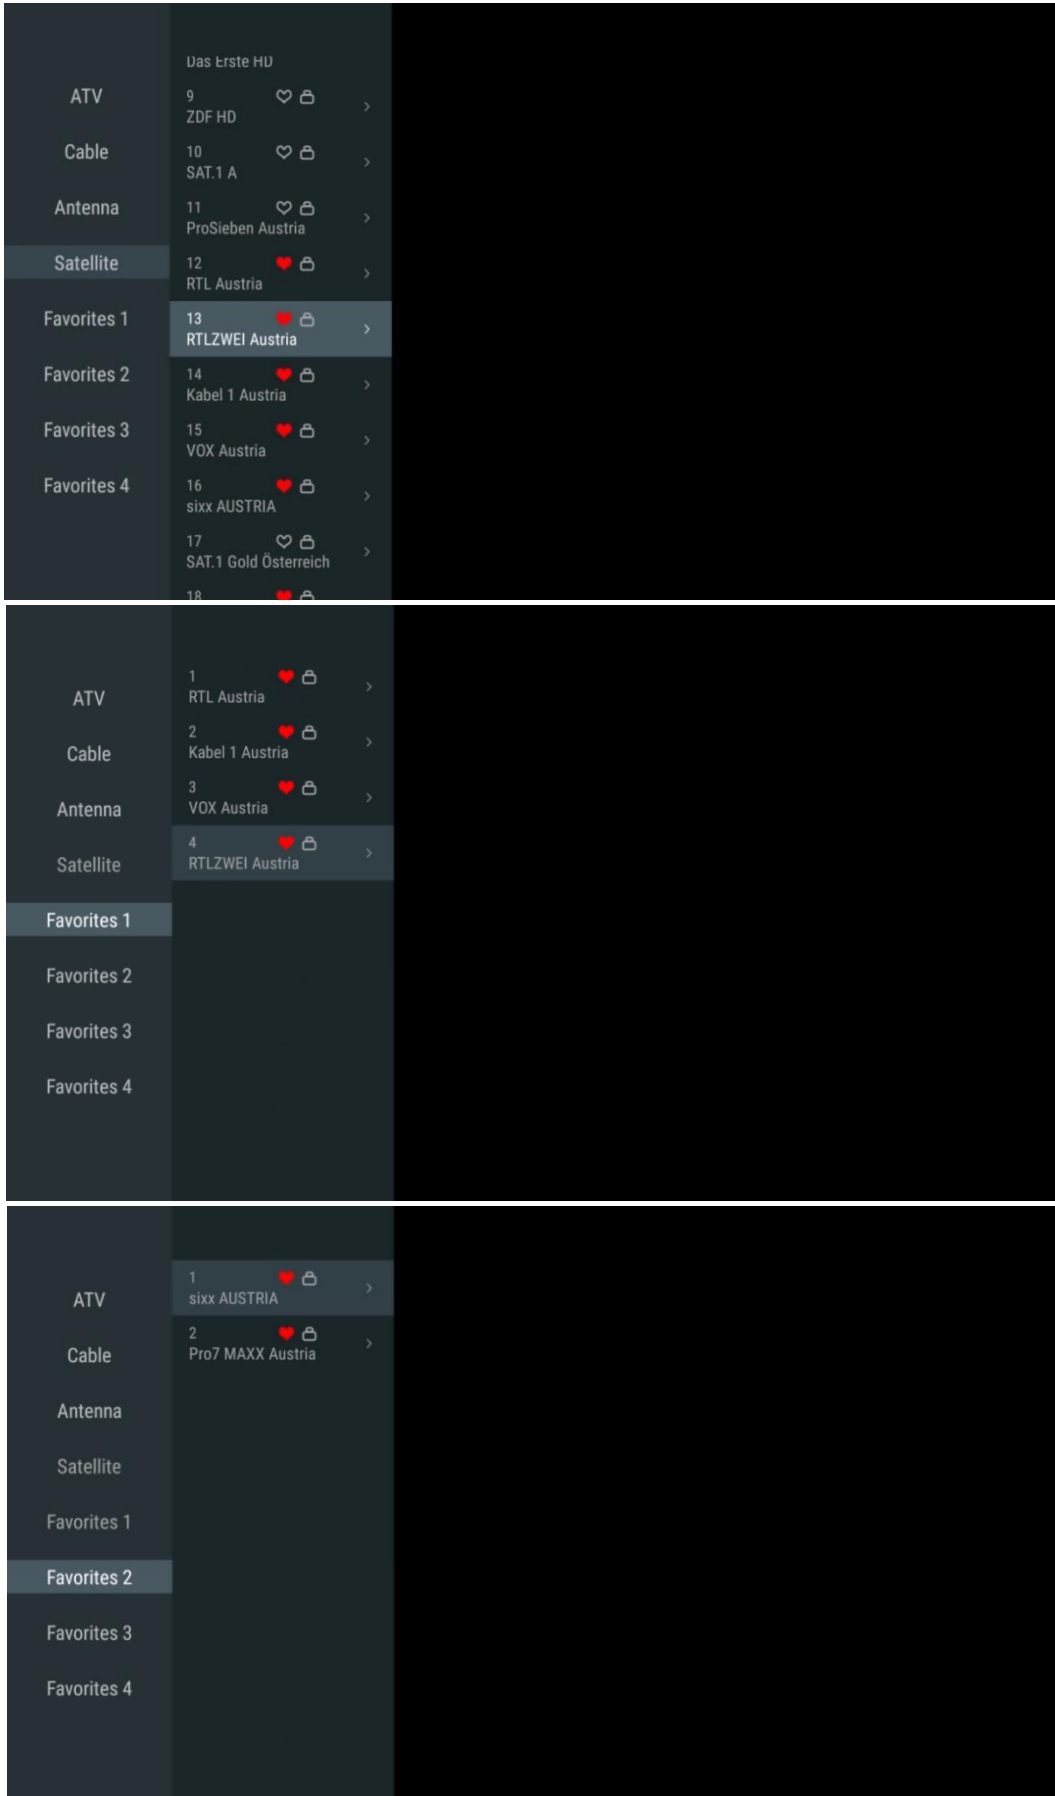 ATV
Cable
Antenna
Satellite
Favorites 1
Favorites 2
Favorites 3
Favorites 4
Das Erste HD
9
ZDF HD
10
SAT.1 A
11
ProSieben Austria
12
RTL Austria
13
RTLZWEI Austria
14
Kabel 1 Austria
15
VOX Austria
16
sixx AUSTRIA
17
SAT.1 Gold Österreich
18
ATV
Cable
Antenna
Satellite
Favorites 1
Favorites 2
Favorites 3
Favorites 4
1
RTL Austria
2
Kabel 1 Austria
3
VOX Austria
4
RTLZWEI Austria
ATV
Cable
Antenna
Satellite
Favorites 1
Favorites 2
Favorites 3
Favorites 4
1
sixx AUSTRIA
2
Pro7 MAXX Austria